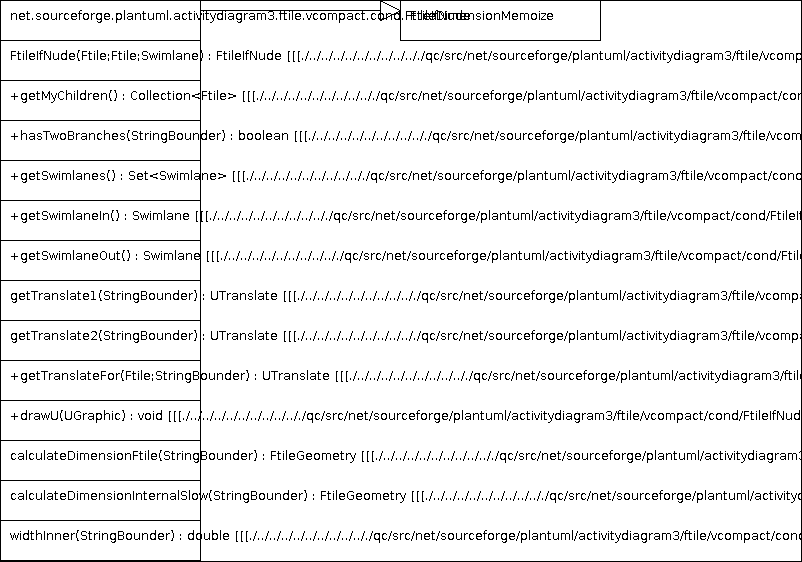 net.sourceforge.plantuml.activitydiagram3.ftile.vcompact.cond.FtileIfNude
FtileDimensionMemoize
FtileIfNude(Ftile;Ftile;Swimlane) : FtileIfNude [[[./../../../../../../../../../../qc/src/net/sourceforge/plantuml/activitydiagram3/ftile/vcomp
+getMyChildren() : Collection<Ftile> [[[./../../../../../../../../../../qc/src/net/sourceforge/plantuml/activitydiagram3/ftile/vcompact/con
+hasTwoBranches(StringBounder) : boolean [[[./../../../../../../../../../../qc/src/net/sourceforge/plantuml/activitydiagram3/ftile/vcom
+getSwimlanes() : Set<Swimlane> [[[./../../../../../../../../../../qc/src/net/sourceforge/plantuml/activitydiagram3/ftile/vcompact/cond
+getSwimlaneIn() : Swimlane [[[./../../../../../../../../../../qc/src/net/sourceforge/plantuml/activitydiagram3/ftile/vcompact/cond/FtileIf
+getSwimlaneOut() : Swimlane [[[./../../../../../../../../../../qc/src/net/sourceforge/plantuml/activitydiagram3/ftile/vcompact/cond/Ftile
getTranslate1(StringBounder) : UTranslate [[[./../../../../../../../../../../qc/src/net/sourceforge/plantuml/activitydiagram3/ftile/vcompa
getTranslate2(StringBounder) : UTranslate [[[./../../../../../../../../../../qc/src/net/sourceforge/plantuml/activitydiagram3/ftile/vcompa
+getTranslateFor(Ftile;StringBounder) : UTranslate [[[./../../../../../../../../../../qc/src/net/sourceforge/plantuml/activitydiagram3/ftile
+drawU(UGraphic) : void [[[./../../../../../../../../../../qc/src/net/sourceforge/plantuml/activitydiagram3/ftile/vcompact/cond/FtileIfNud
calculateDimensionFtile(StringBounder) : FtileGeometry [[[./../../../../../../../../../../qc/src/net/sourceforge/plantuml/activitydiagram3
calculateDimensionInternalSlow(StringBounder) : FtileGeometry [[[./../../../../../../../../../../qc/src/net/sourceforge/plantuml/activityd
widthInner(StringBounder) : double [[[./../../../../../../../../../../qc/src/net/sourceforge/plantuml/activitydiagram3/ftile/vcompact/cond